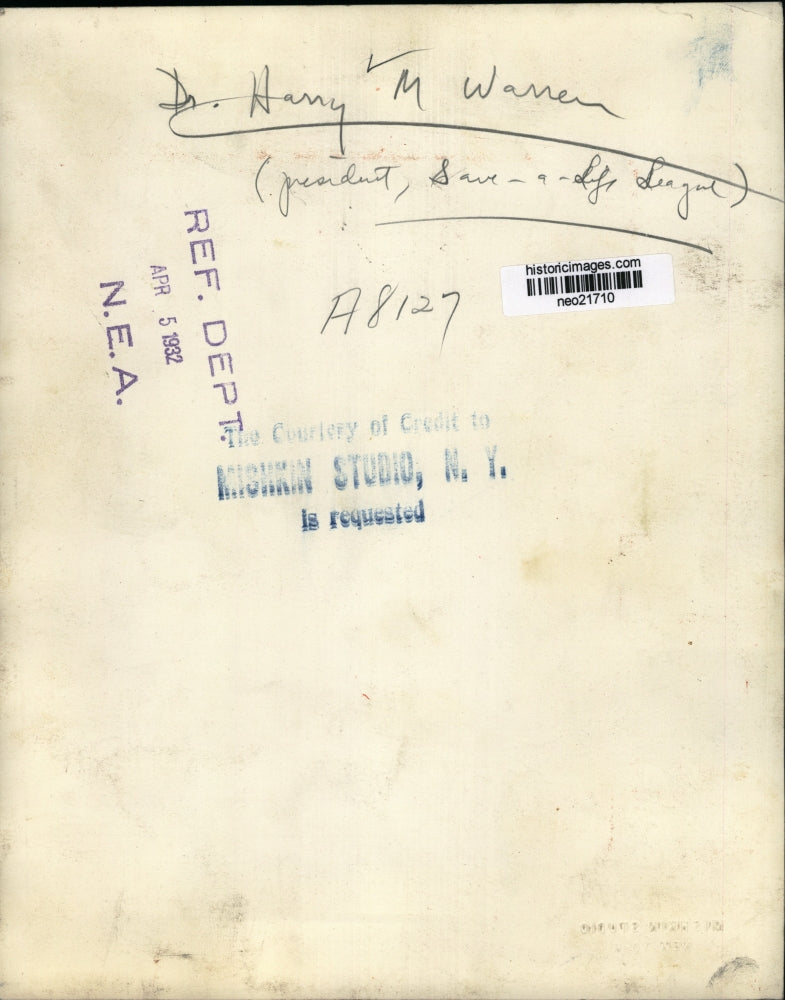 Dr. Harry M Warren
(president, Save-a-Life League)
REF. DEPT.
APR 5 1932
N.E.A.
historicimages.com
neo21710
A8127
The Courtesy of Credit to
MISHKIN STUDIO, N. Y.
is requested